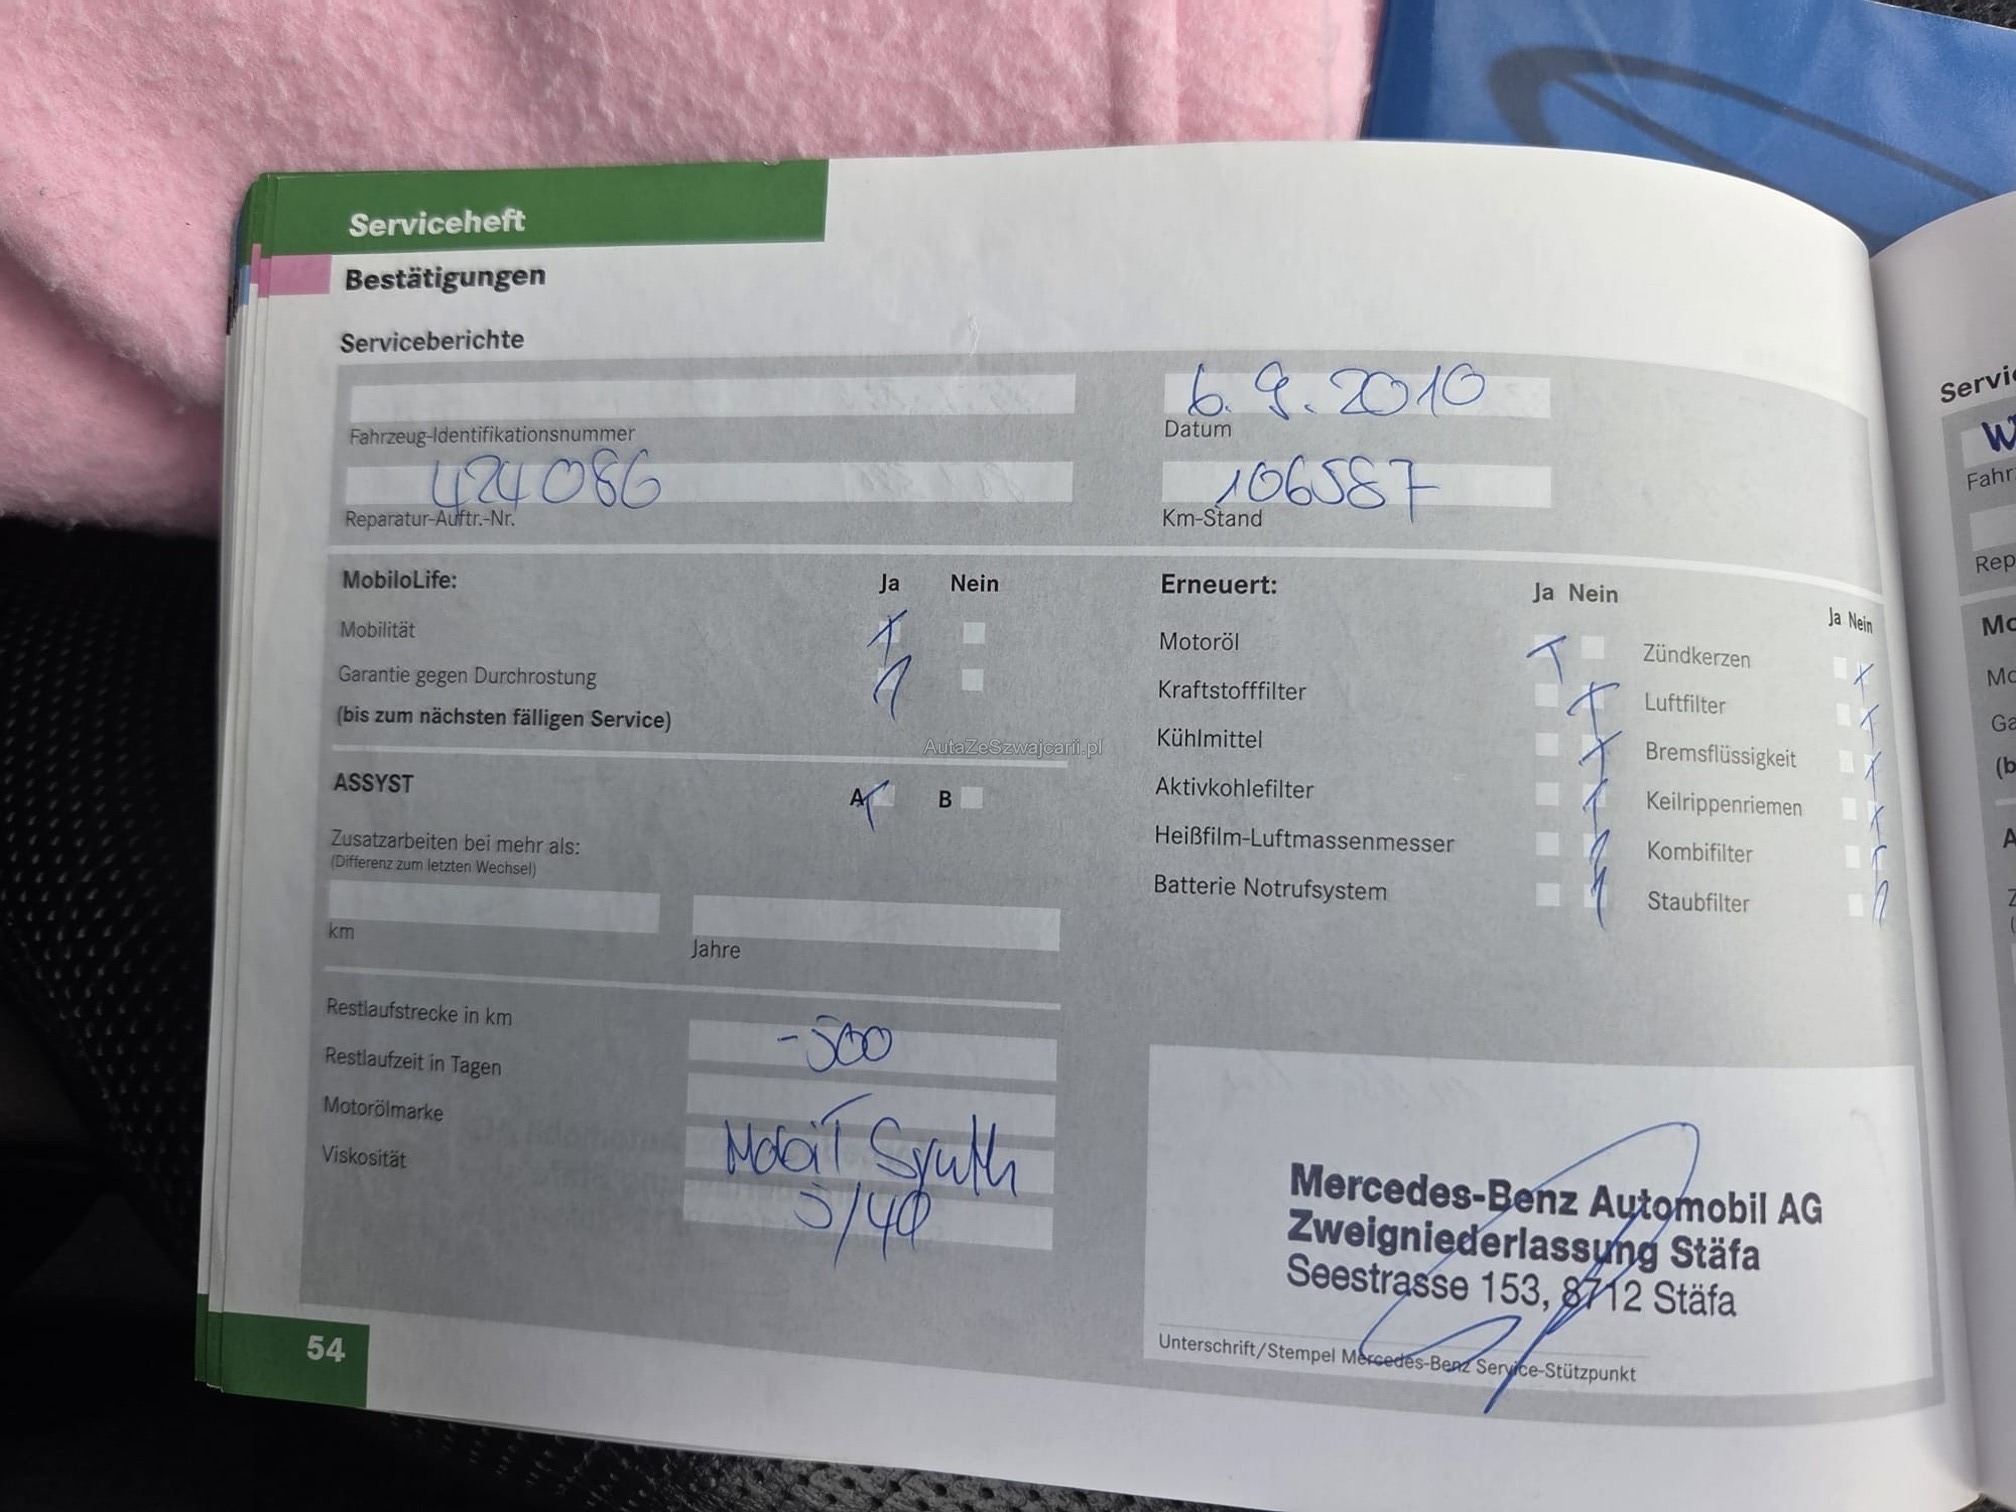 Serviceheft
Bestätigungen
Serviceberichte
6.9.2010
Fahrzeug-Identifikationsnummer
Datum
424086
106587
Reparatur-Auftr.-Nr.
Km-Stand
MobiloLife: Ja Nein
Mobilität
Garantie gegen Durchrostung
(bis zum nächsten fälligen Service)
ASSYST A B
Zusatzarbeiten bei mehr als:
(Differenz zum letzten Wechsel)
km
Jahre
Restlaufstrecke in km -500
Restlaufzeit in Tagen
Motorölmarke Mobil Synth
Viskosität 5/40
Erneuert: Ja Nein
Motoröl
Kraftstofffilter
Kühlmittel
Aktivkohlefilter
Heißfilm-Luftmassenmesser
Batterie Notrufsystem
Ja Nein
Zündkerzen
Luftfilter
Bremsflüssigkeit
Keilrippenriemen
Kombifilter
Staubfilter
Mercedes-Benz Automobil AG
Zweigniederlassung Stäfa
Seestrasse 153, 8712 Stäfa
Unterschrift/Stempel Mercedes-Benz Service-Stützpunkt
54
AutaZeSzwajcarii.pl